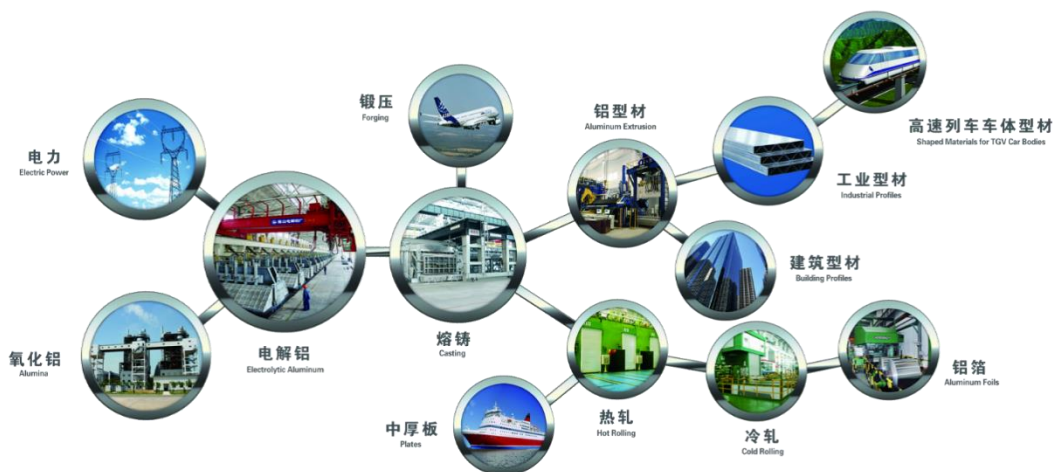 电力
Electric Power
氧化铝
Alumina
电解铝
Electrolytic Aluminum
锻压
Forging
熔铸
Casting
铝型材
Aluminum Extrusion
高速列车车体型材
Shaped Materials for TGV Car Bodies
工业型材
Industrial Profiles
建筑型材
Building Profiles
中厚板
Plates
热轧
Hot Rolling
冷轧
Cold Rolling
铝箔
Aluminum Foils